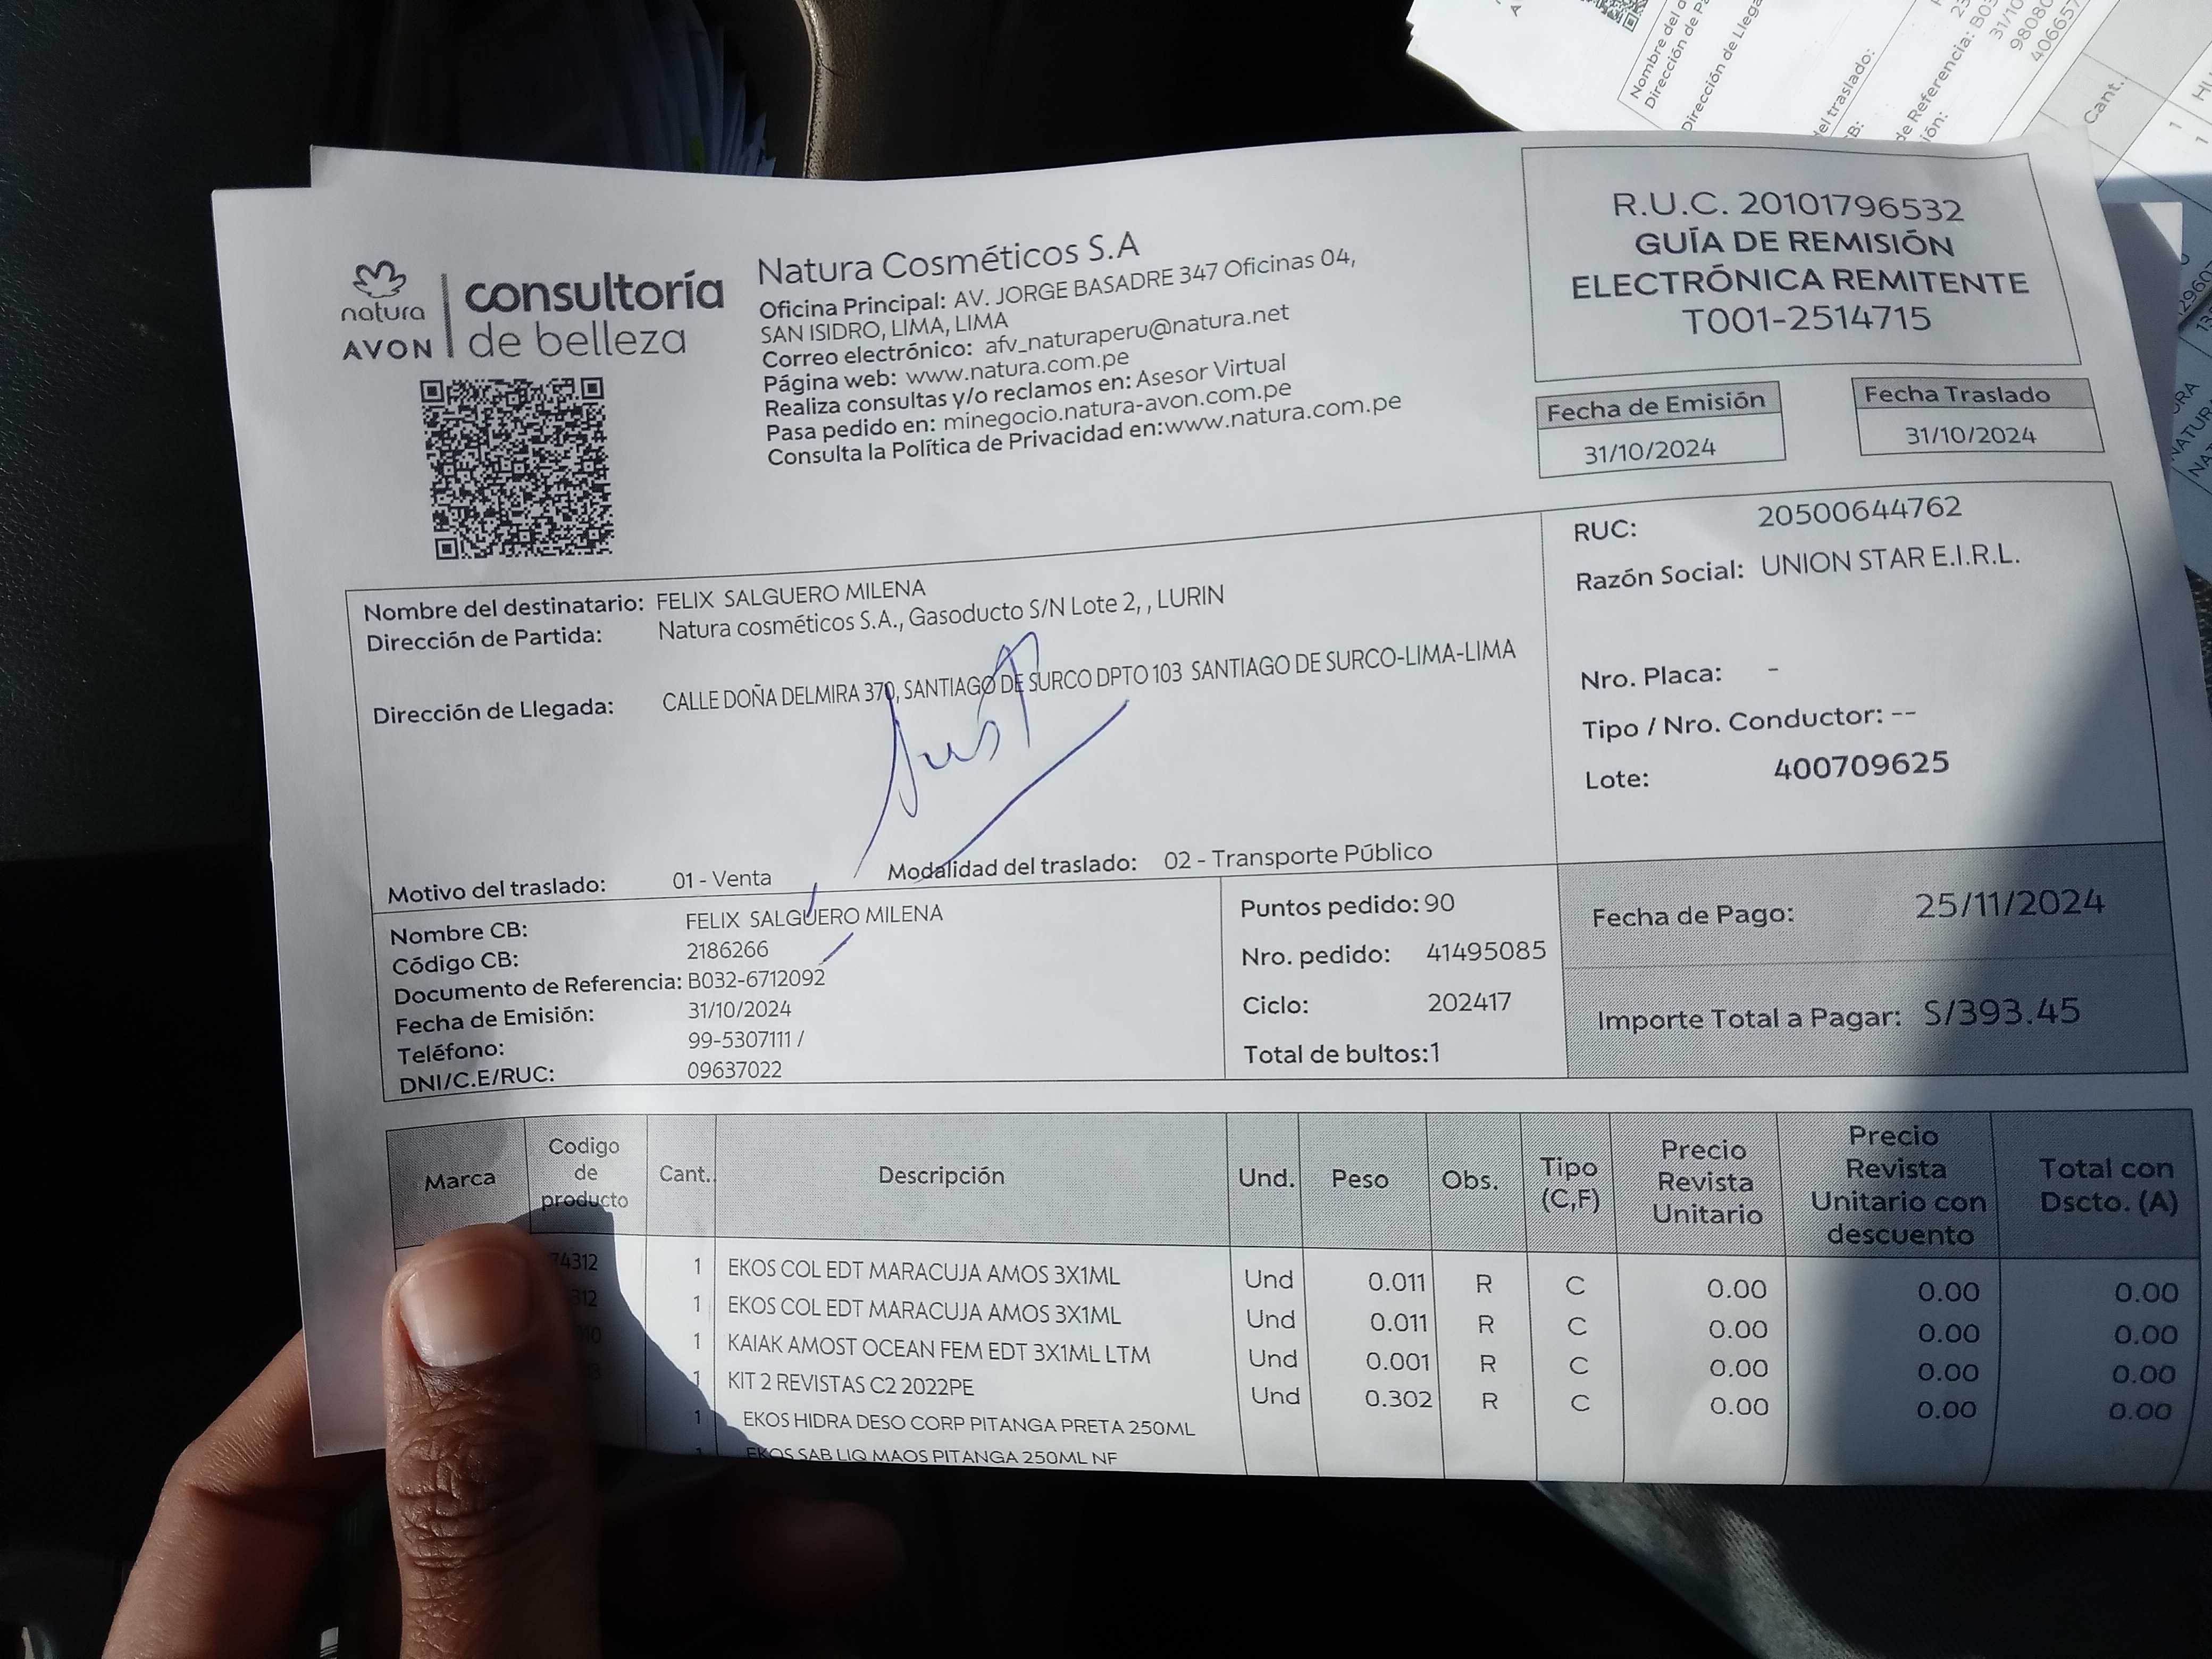 natura
AVON
consultoría
de belleza
Natura Cosméticos S.A
Oficina Principal: AV. JORGE BASADRE 347 Oficinas 04,
SAN ISIDRO, LIMA, LIMA
Correo electrónico: afv_naturaperu@natura.net
Página web: www.natura.com.pe
Realiza consultas y/o reclamos en: Asesor Virtual
Pasa pedido en: minegocio.natura-avon.com.pe
Consulta la Política de Privacidad en:www.natura.com.pe
R.U.C. 20101796532
GUÍA DE REMISIÓN
ELECTRÓNICA REMITENTE
T001-2514715
Fecha de Emisión
31/10/2024
Fecha Traslado
31/10/2024
Nombre del destinatario: FELIX SALGUERO MILENA
Dirección de Partida: Natura cosméticos S.A., Gasoducto S/N Lote 2, , LURIN
Dirección de Llegada: CALLE DOÑA DELMIRA 370, SANTIAGO DE SURCO DPTO 103 SANTIAGO DE SURCO-LIMA-LIMA
Motivo del traslado: 01 - Venta Modalidad del traslado: 02 - Transporte Público
RUC: 20500644762
Razón Social: UNION STAR E.I.R.L.
Nro. Placa: -
Tipo / Nro. Conductor: --
Lote: 400709625
Nombre CB: FELIX SALGUERO MILENA
Código CB: 2186266
Documento de Referencia: B032-6712092
Fecha de Emisión: 31/10/2024
Teléfono: 99-5307111 /
DNI/C.E/RUC: 09637022
Puntos pedido: 90
Nro. pedido: 41495085
Ciclo: 202417
Total de bultos:1
Fecha de Pago: 25/11/2024
Importe Total a Pagar: S/393.45
Marca Codigo de producto Cant. Descripción Und. Peso Obs. Tipo (C,F) Precio Revista Unitario Precio Revista Unitario con descuento Total con Dscto. (A)
74312 1 EKOS COL EDT MARACUJA AMOS 3X1ML Und 0.011 R C 0.00 0.00 0.00
1 EKOS COL EDT MARACUJA AMOS 3X1ML Und 0.011 R C 0.00 0.00 0.00
1 KAIAK AMOST OCEAN FEM EDT 3X1ML LTM Und 0.001 R C 0.00 0.00 0.00
1 KIT 2 REVISTAS C2 2022PE Und 0.302 R C 0.00 0.00 0.00
1 EKOS HIDRA DESO CORP PITANGA PRETA 250ML
1 EKOS SAB LIQ MAOS PITANGA 250ML NF
Dirección de Llega
Cant.